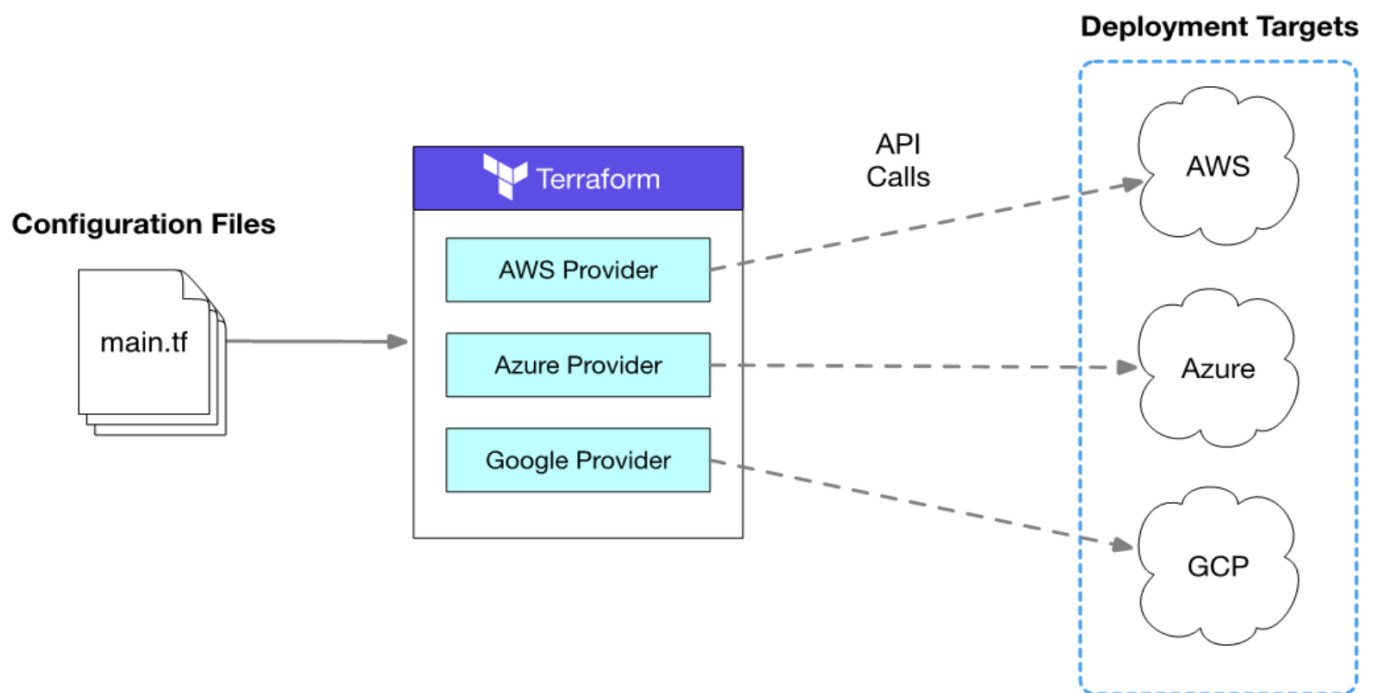 Deployment Targets
API
Calls
AWS
Terraform
Configuration Files
AWS Provider
main.tf
Azure Provider
Azure
Google Provider
GCP